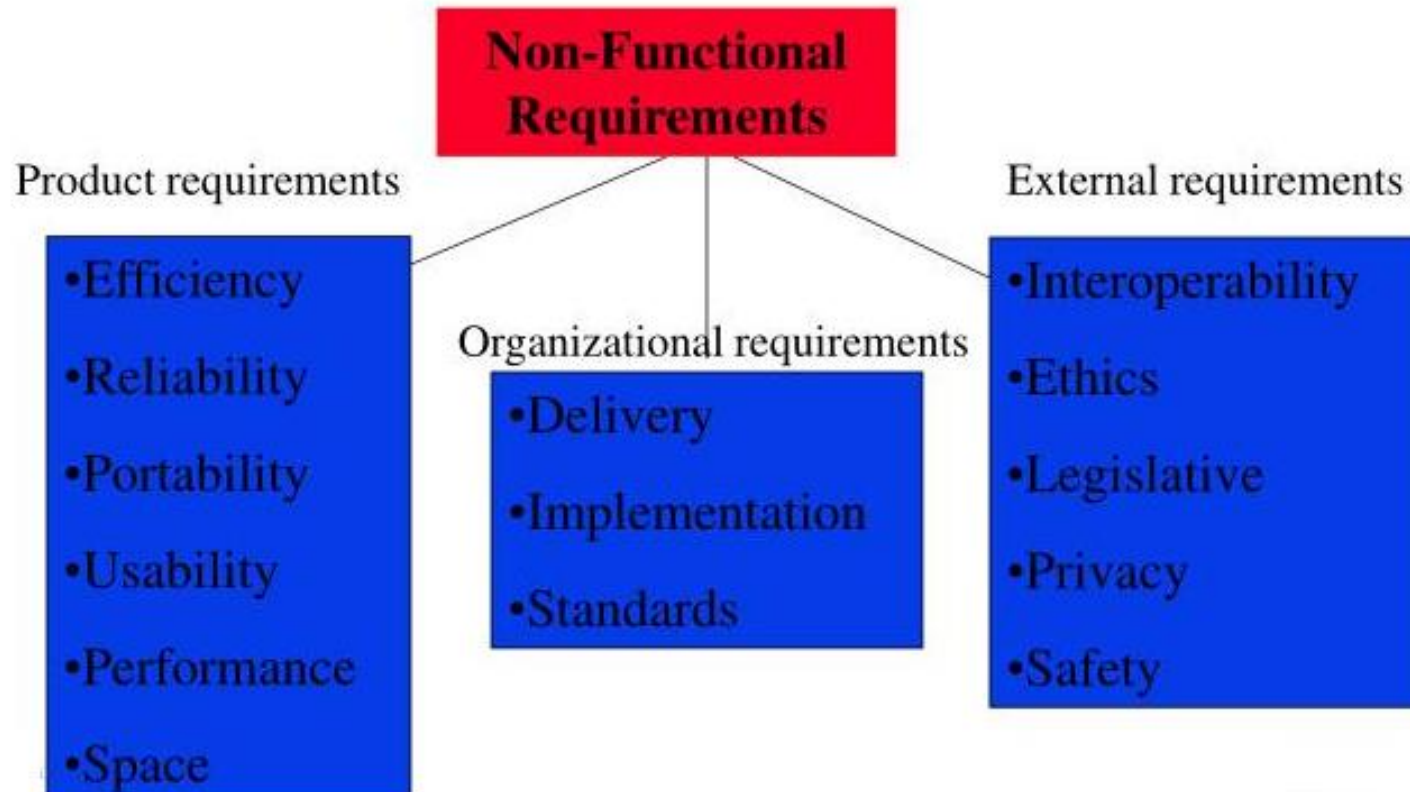 Non-Functional
Requirements
Product requirements
•Efficiency
•Reliability
•Portability
•Usability
•Performance
•Space
Organizational requirements
•Delivery
•Implementation
•Standards
External requirements
•Interoperability
•Ethics
•Legislative
•Privacy
•Safety